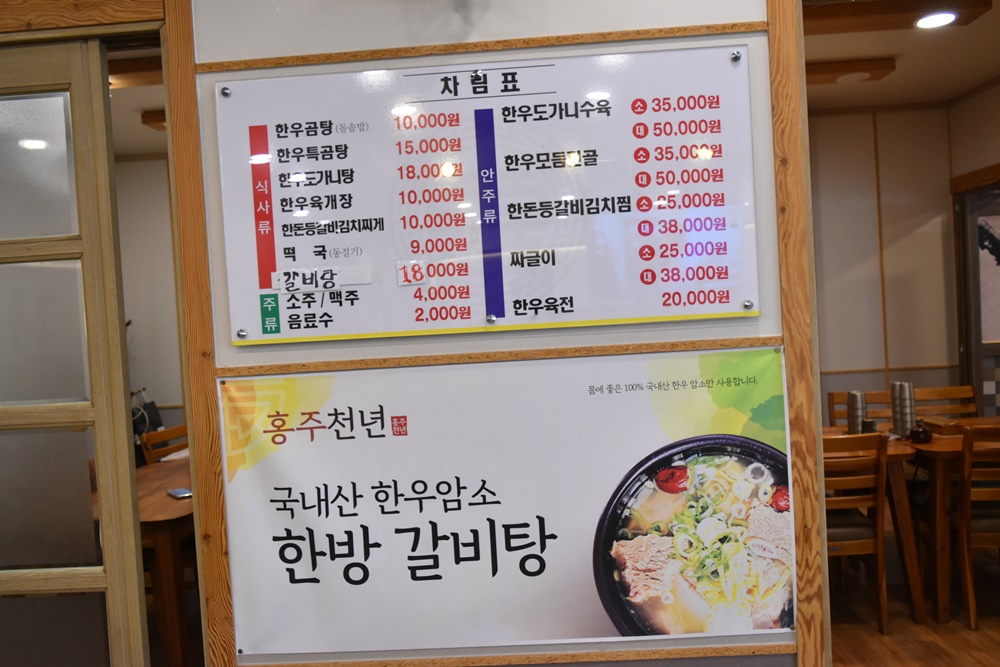 차림표
식사류
한우곰탕(돌솥밥) 10,000원
한우특곰탕 15,000원
한우도가니탕 18,000원
한우육개장 10,000원
한돈등갈비김치찌게 10,000원
떡 국(동절기) 9,000원
갈비탕 18,000원
주류
소주 / 맥주 4,000원
음료수 2,000원
안주류
한우도가니수육 소 35,000원
대 50,000원
한우모듬전골 소 35,000원
대 50,000원
한돈등갈비김치찜 소 25,000원
대 38,000원
짜글이 소 25,000원
대 38,000원
한우육전 20,000원
몸에 좋은 100% 국내산 한우 암소만 사용합니다.
홍주천년 홍주천년
국내산 한우암소
한방 갈비탕